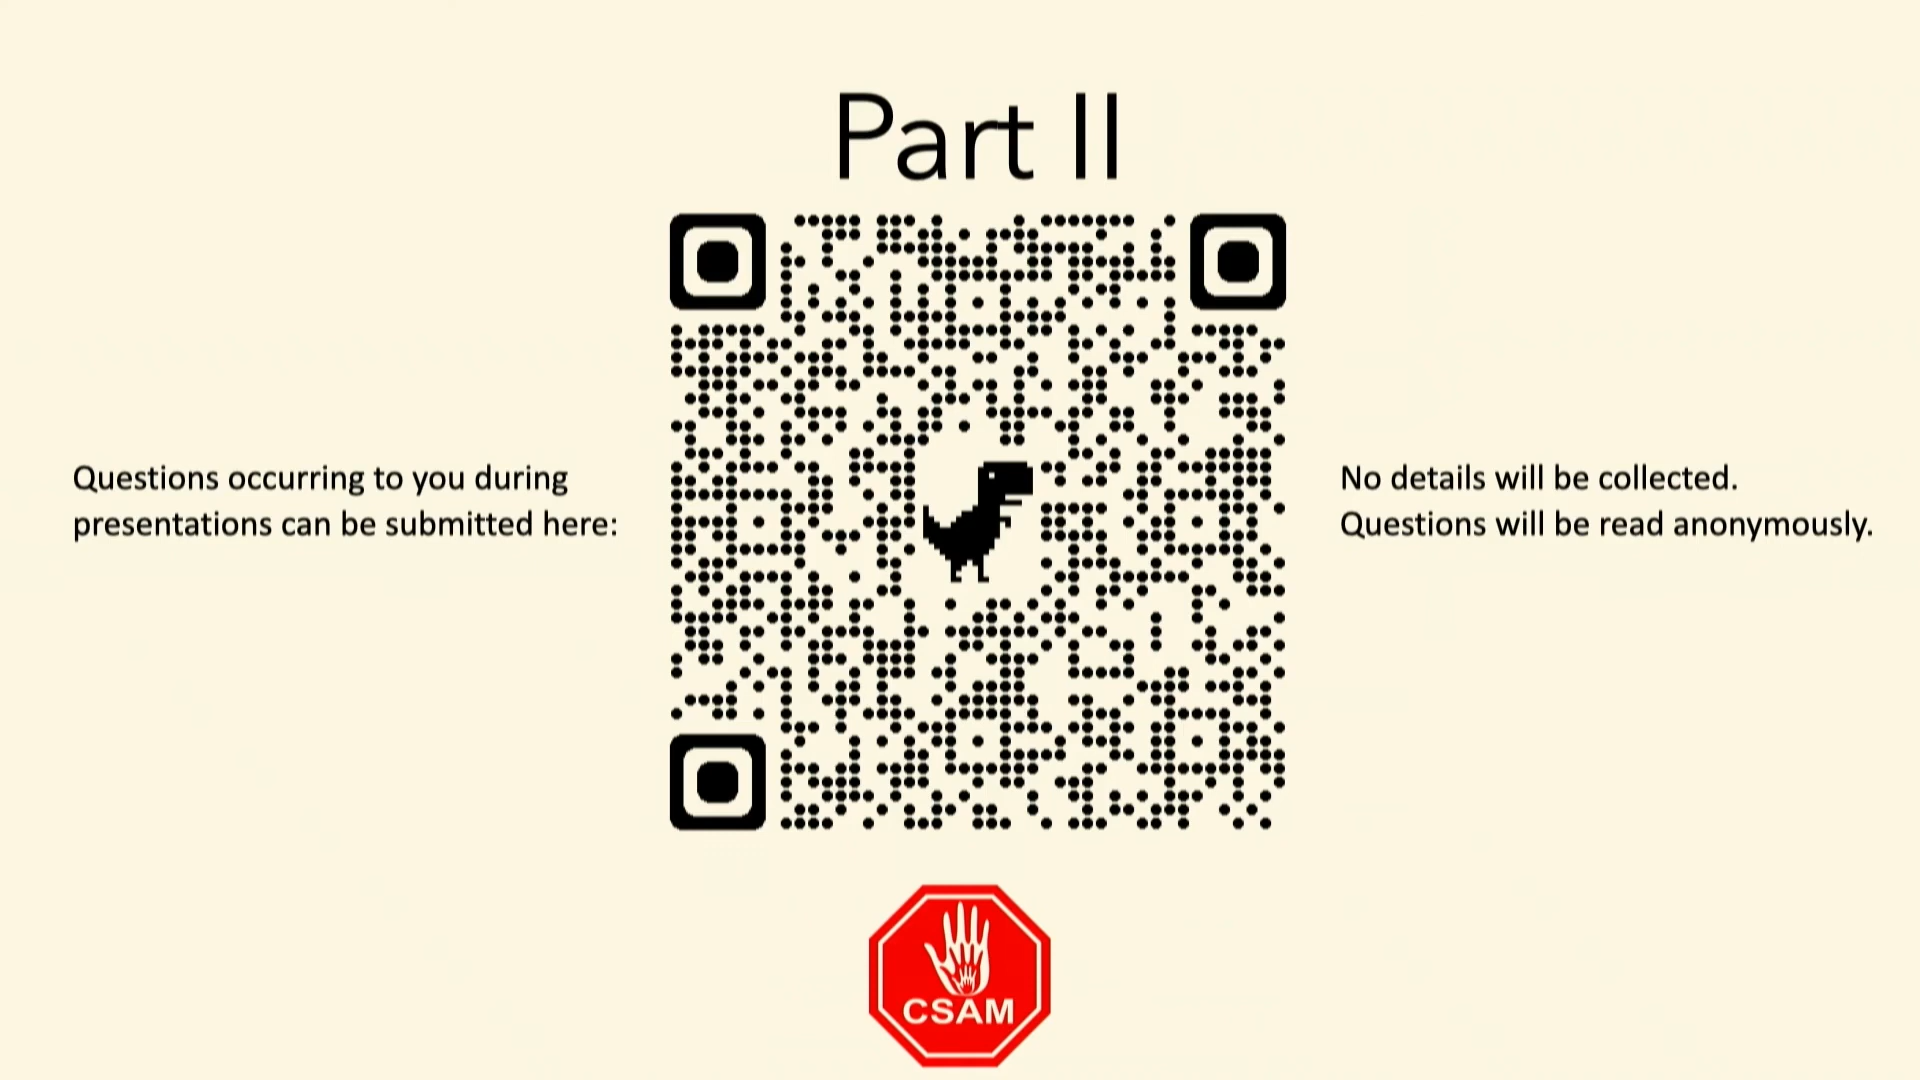 Part II
Questions occurring to you during
presentations can be submitted here:
No details will be collected.
Questions will be read anonymously.
CSAM